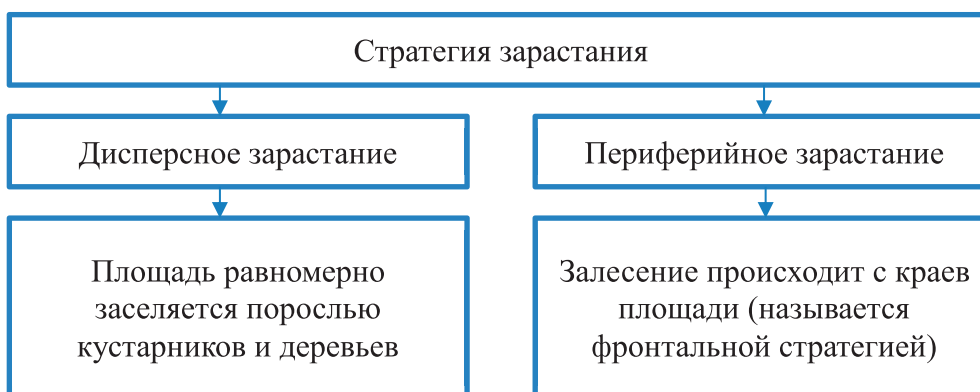 Стратегия зарастания
Дисперсное зарастание
Периферийное зарастание
Площадь равномерно
заселяется порослью
кустарников и деревьев
Залесение происходит с краев
площади (называется
фронтальной стратегией)